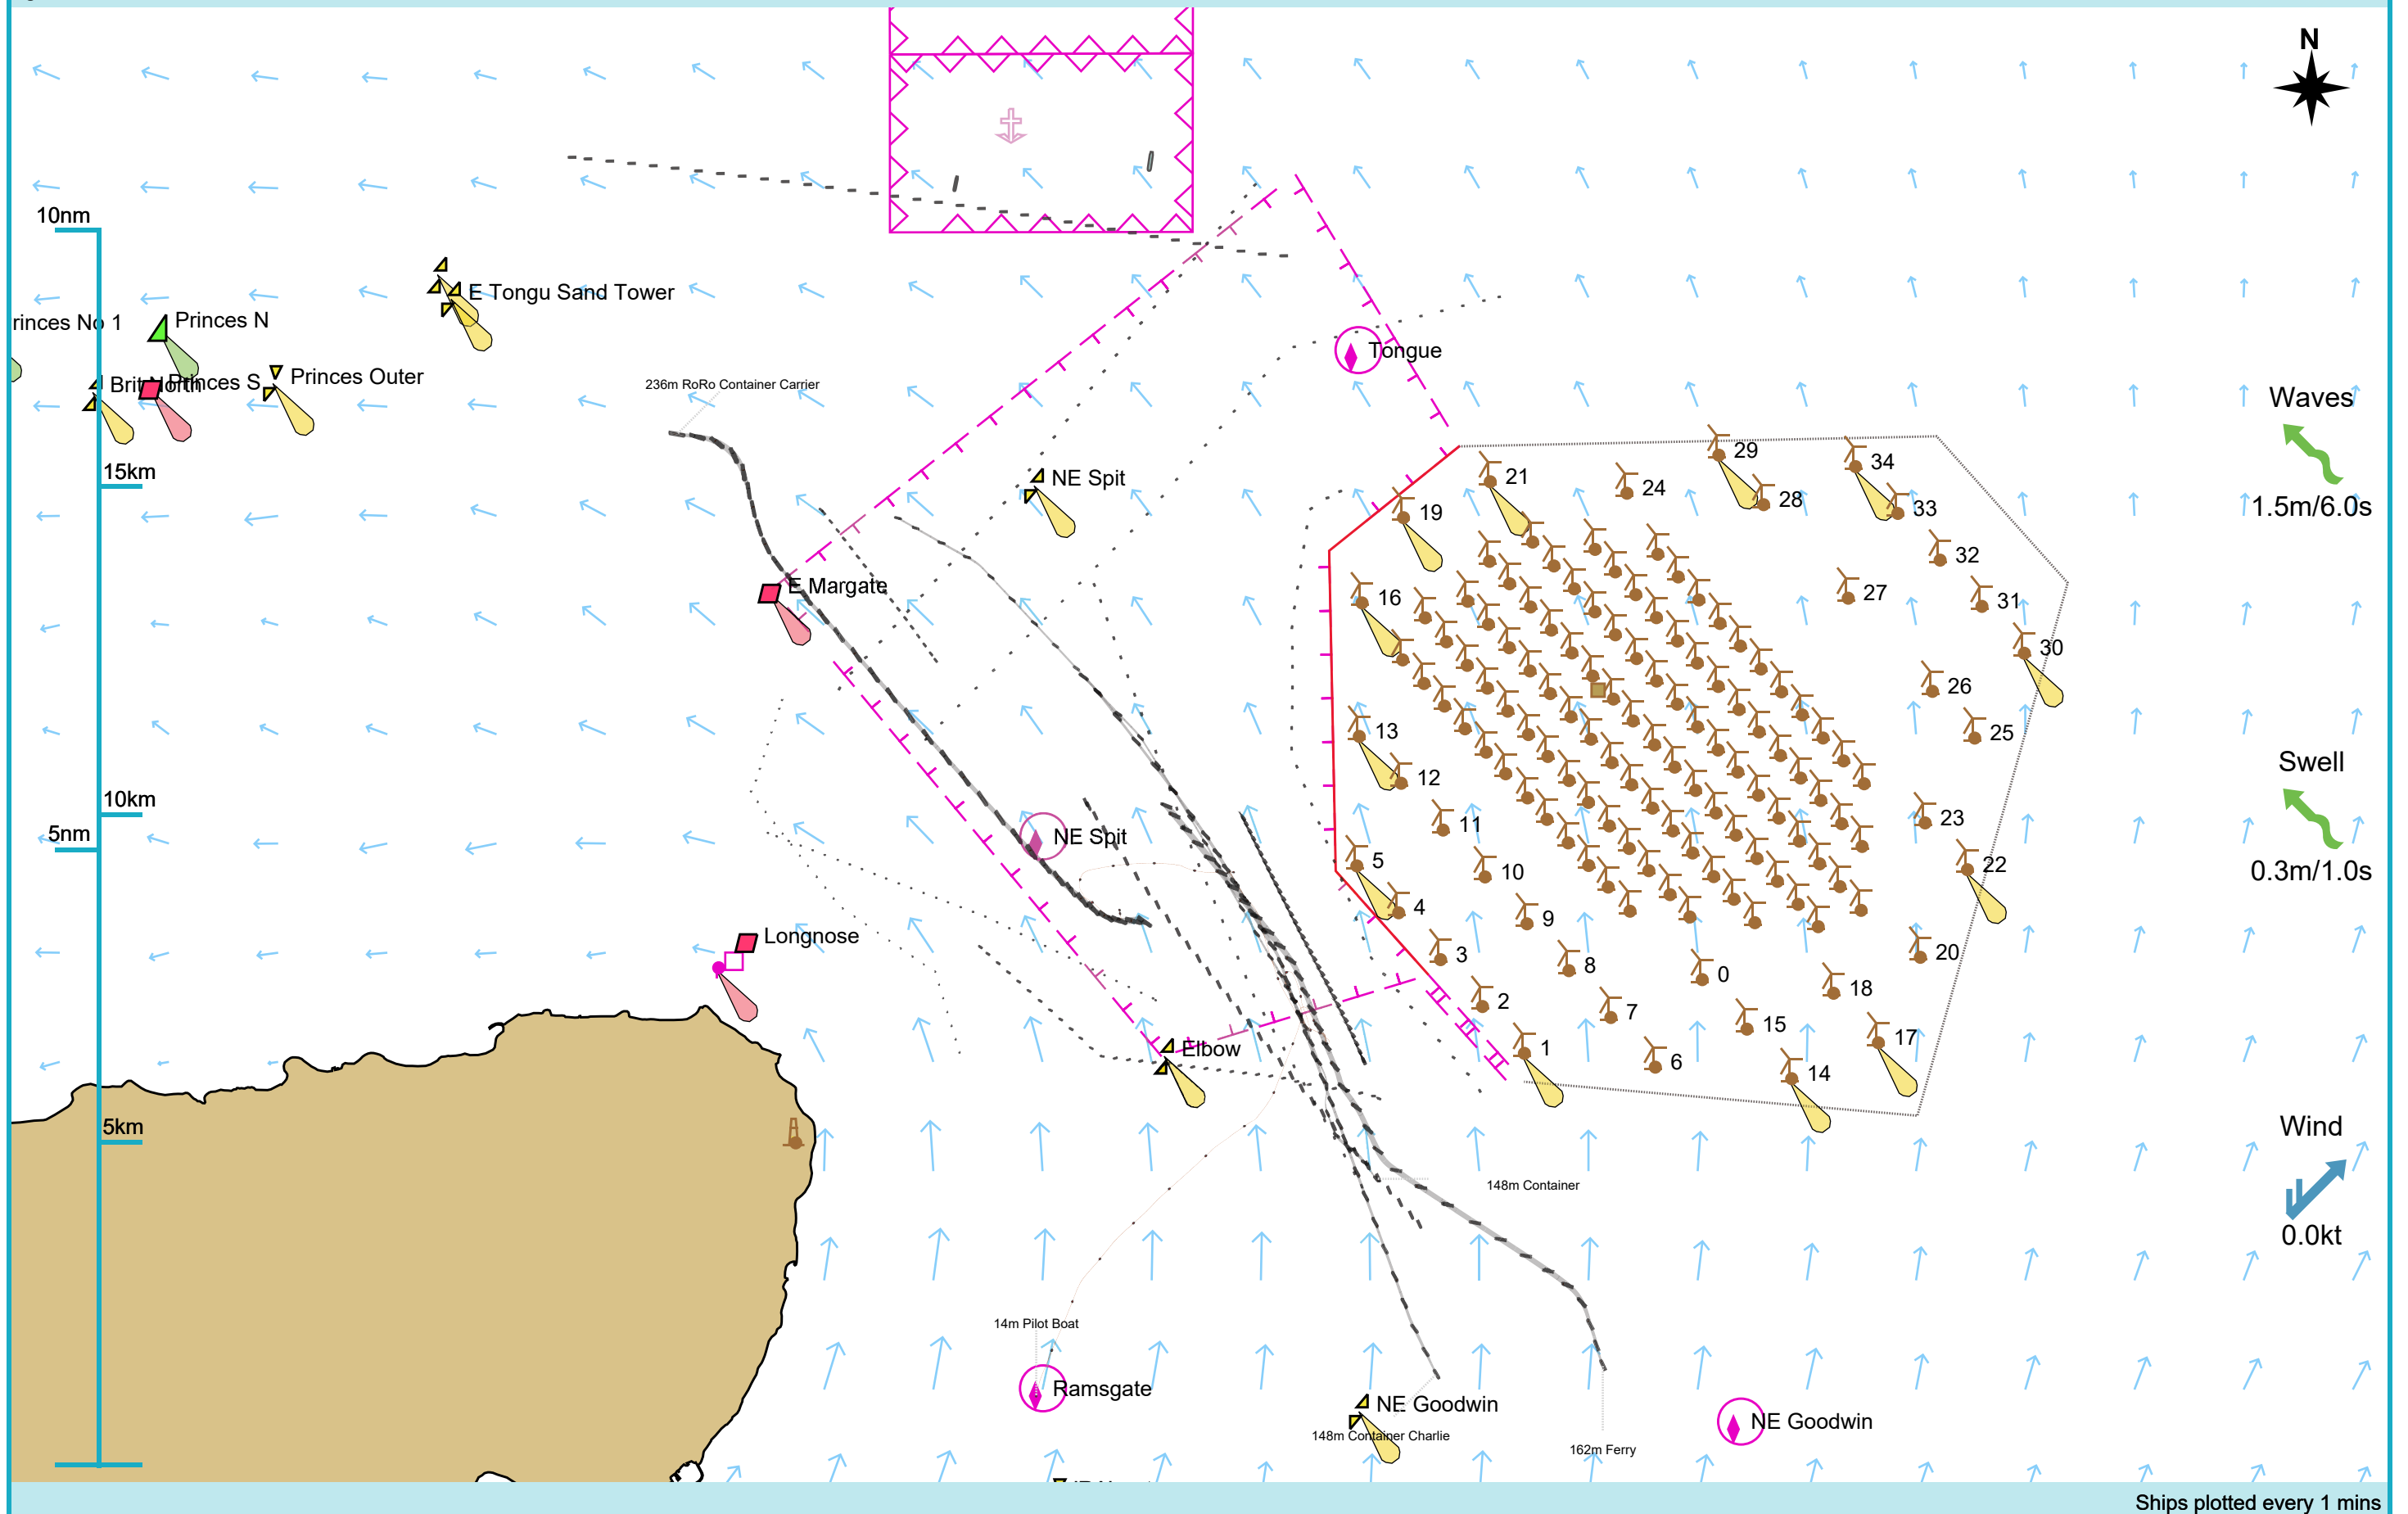 N
10nm
E Tongu Sand Tower
rinces No 1
Princes N
Brit North
Princes S
Princes Outer
236m RoRo Container Carrier
Tongue
Waves
1.5m/6.0s
15km
NE Spit
29
34
21
24
28
33
19
32
16
27
31
30
26
25
13
12
Swell
0.3m/1.0s
10km
5nm
NE Spit
11
23
5
10
22
4
9
Longnose
3
8
0
20
2
18
7
15
Elbow
1
6
17
14
5km
Wind
0.0kt
148m Container
14m Pilot Boat
Ramsgate
NE Goodwin
148m Container Charlie
162m Ferry
NE Goodwin
Ships plotted every 1 mins